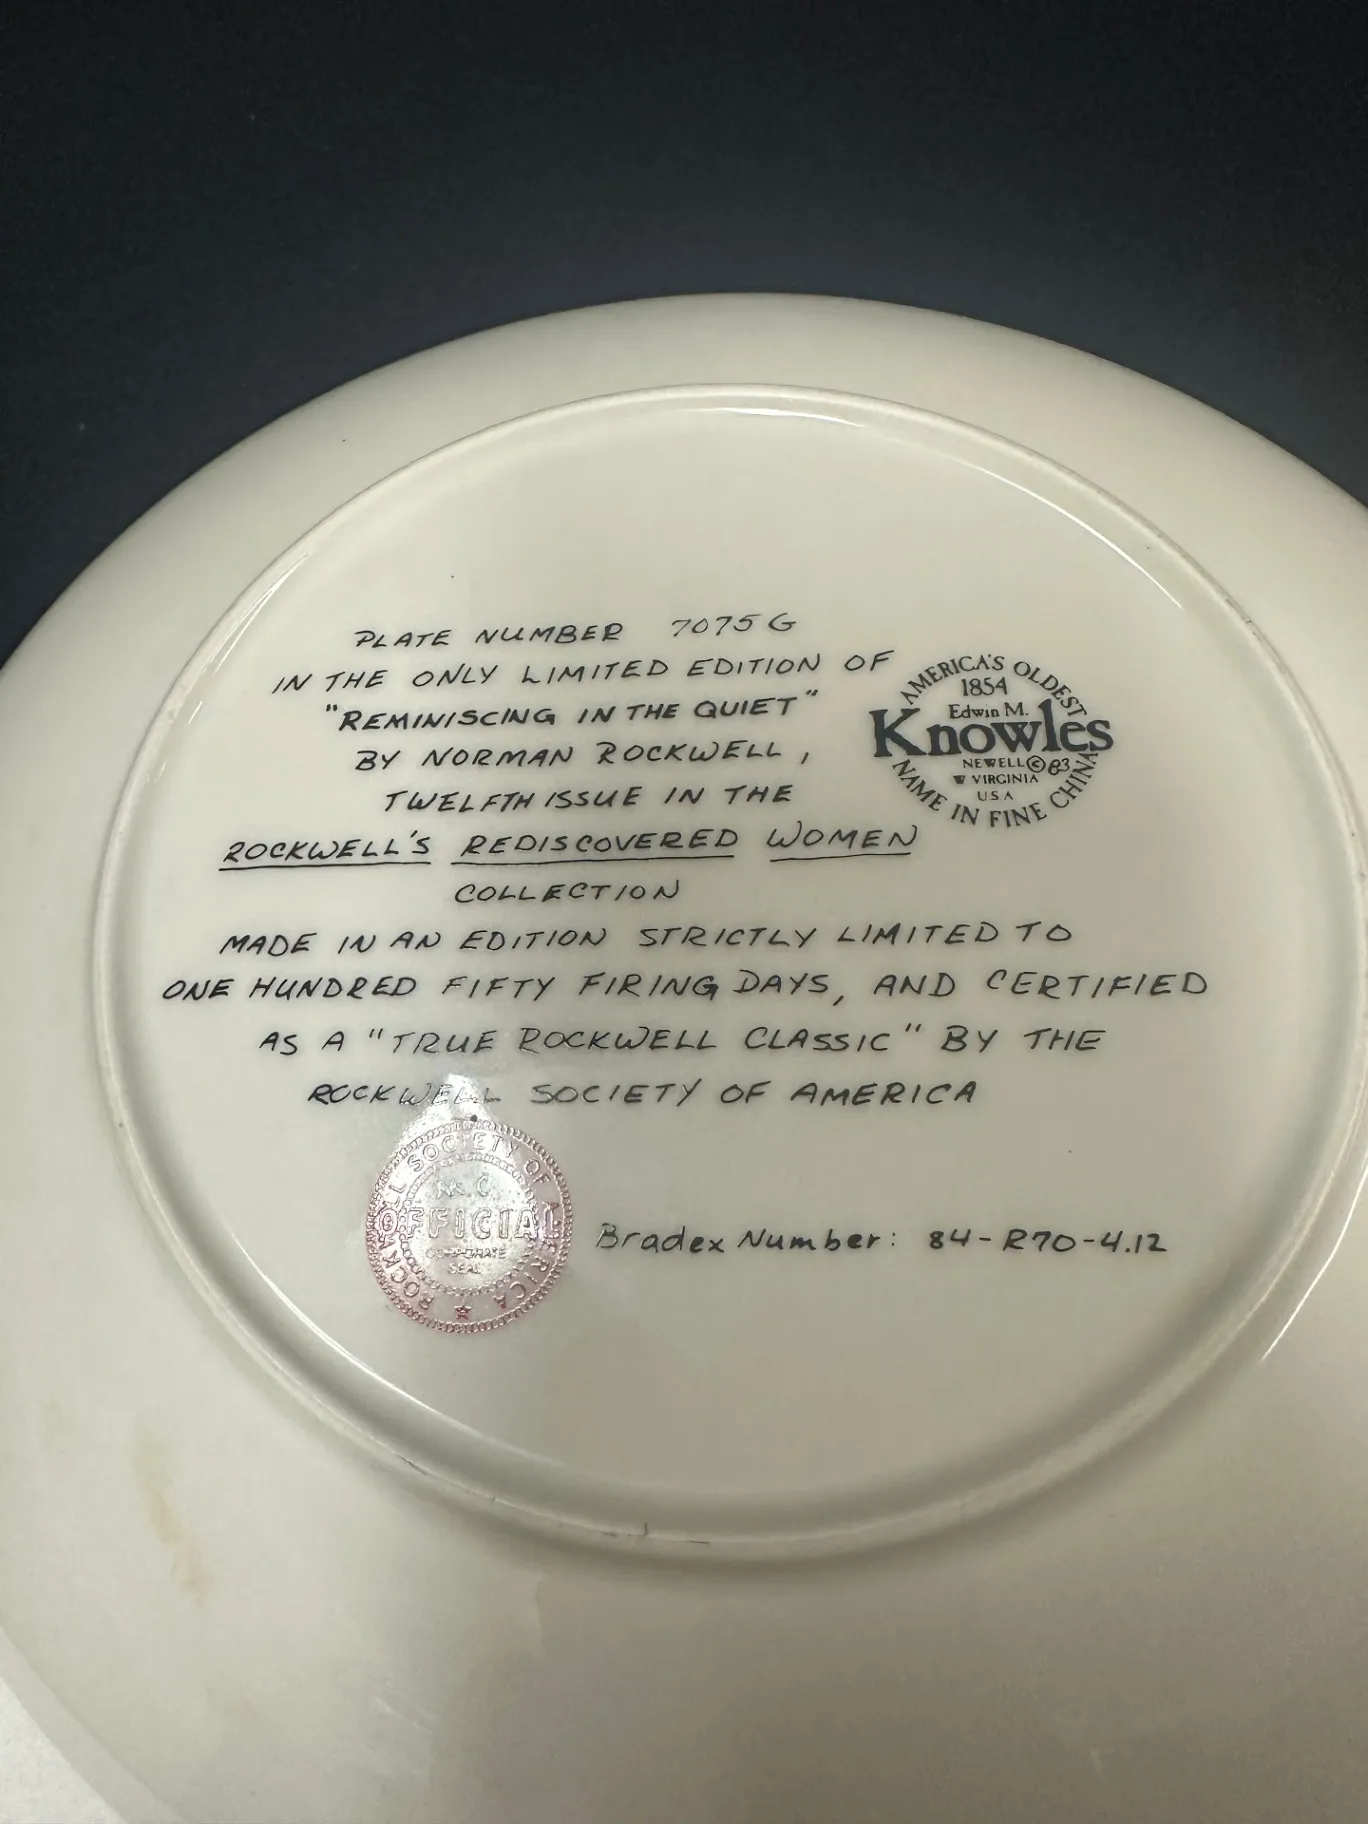 PLATE NUMBER 7075G
IN THE ONLY LIMITED EDITION OF
"REMINISCING IN THE QUIET"
BY NORMAN ROCKWELL,
TWELFTH ISSUE IN THE
ROCKWELL'S REDISCOVERED WOMEN
COLLECTION
MADE IN AN EDITION STRICTLY LIMITED TO
ONE HUNDRED FIFTY FIRING DAYS, AND CERTIFIED
AS A "TRUE ROCKWELL CLASSIC" BY THE
ROCKWELL SOCIETY OF AMERICA
AMERICA'S OLDEST
1854
Edwin M.
Knowles
NEWELL © 83
W VIRGINIA
U.S.A
NAME IN FINE CHINA
ROCKWELL SOCIETY OF AMERICA
OFFICIAL
CORPORATE
SEAL
Bradex Number: 84-R70-4.12